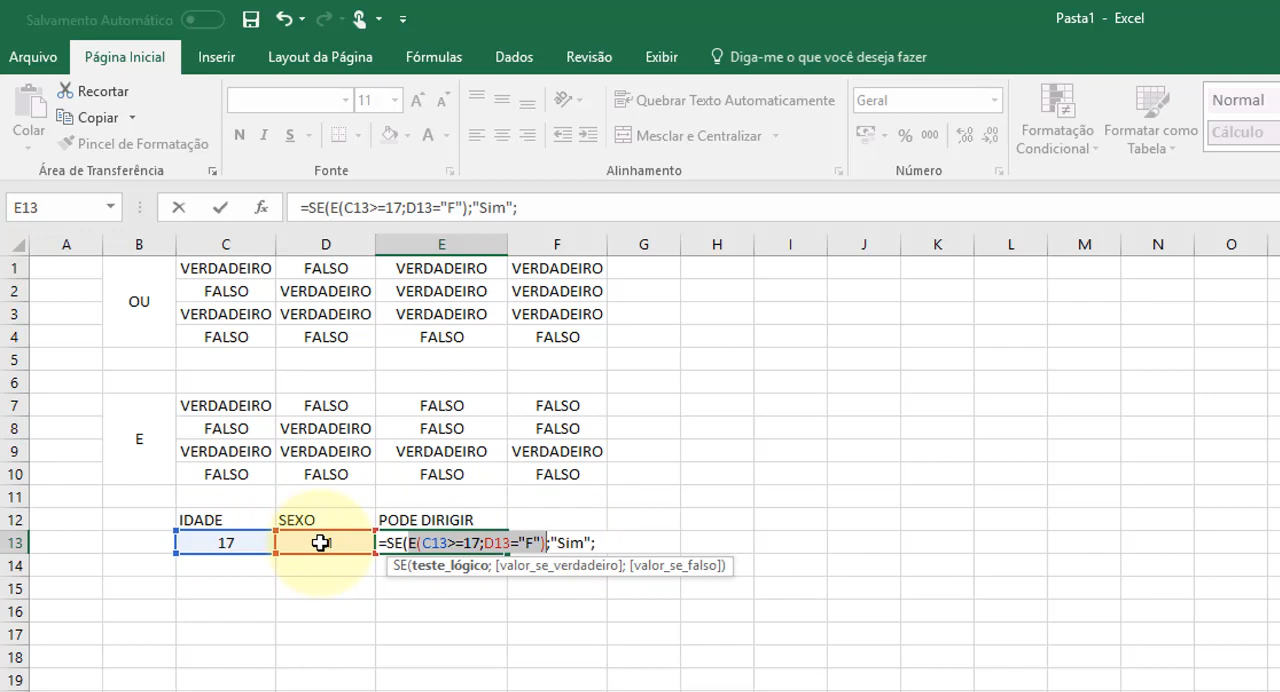 Salvamento Automático
Pasta1 - Excel
Arquivo Página Inicial Inserir Layout da Página Fórmulas Dados Revisão Exibir Diga-me o que você deseja fazer
Colar
Recortar
Copiar
Pincel de Formatação
Área de Transferência
11
N I S
Fonte
Quebrar Texto Automaticamente
Mesclar e Centralizar
Alinhamento
Geral
% 000
Número
Formatação Condicional
Formatar como Tabela
Normal
Cálculo
E13 fx =SE(E(C13>=17;D13="F");"Sim";
A B C D E F G H I J K L M N O
1 VERDADEIRO FALSO VERDADEIRO VERDADEIRO
2 OU FALSO VERDADEIRO VERDADEIRO VERDADEIRO
3 VERDADEIRO VERDADEIRO VERDADEIRO VERDADEIRO
4 FALSO FALSO FALSO FALSO
5
6
7 VERDADEIRO FALSO FALSO FALSO
8 E FALSO VERDADEIRO FALSO FALSO
9 VERDADEIRO VERDADEIRO VERDADEIRO VERDADEIRO
10 FALSO FALSO FALSO FALSO
11
12 IDADE SEXO PODE DIRIGIR
13 17 =SE(E(C13>=17;D13="F");"Sim";
14 SE(teste_lógico; [valor_se_verdadeiro]; [valor_se_falso])
15
16
17
18
19